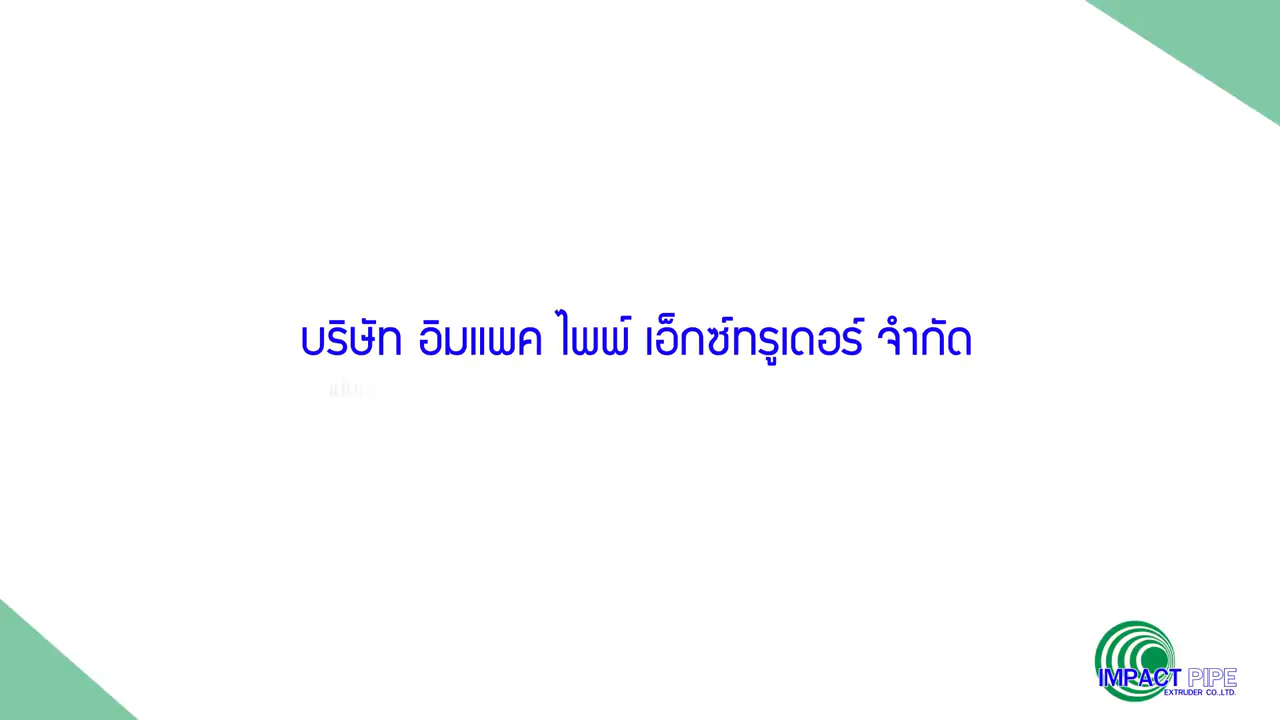 บริษัท อิมแพค ไพพ์ เอ็กซ์ทรูเดอร์ จำกัด
IMPACT PIPE
EXTRUDER CO.,LTD.